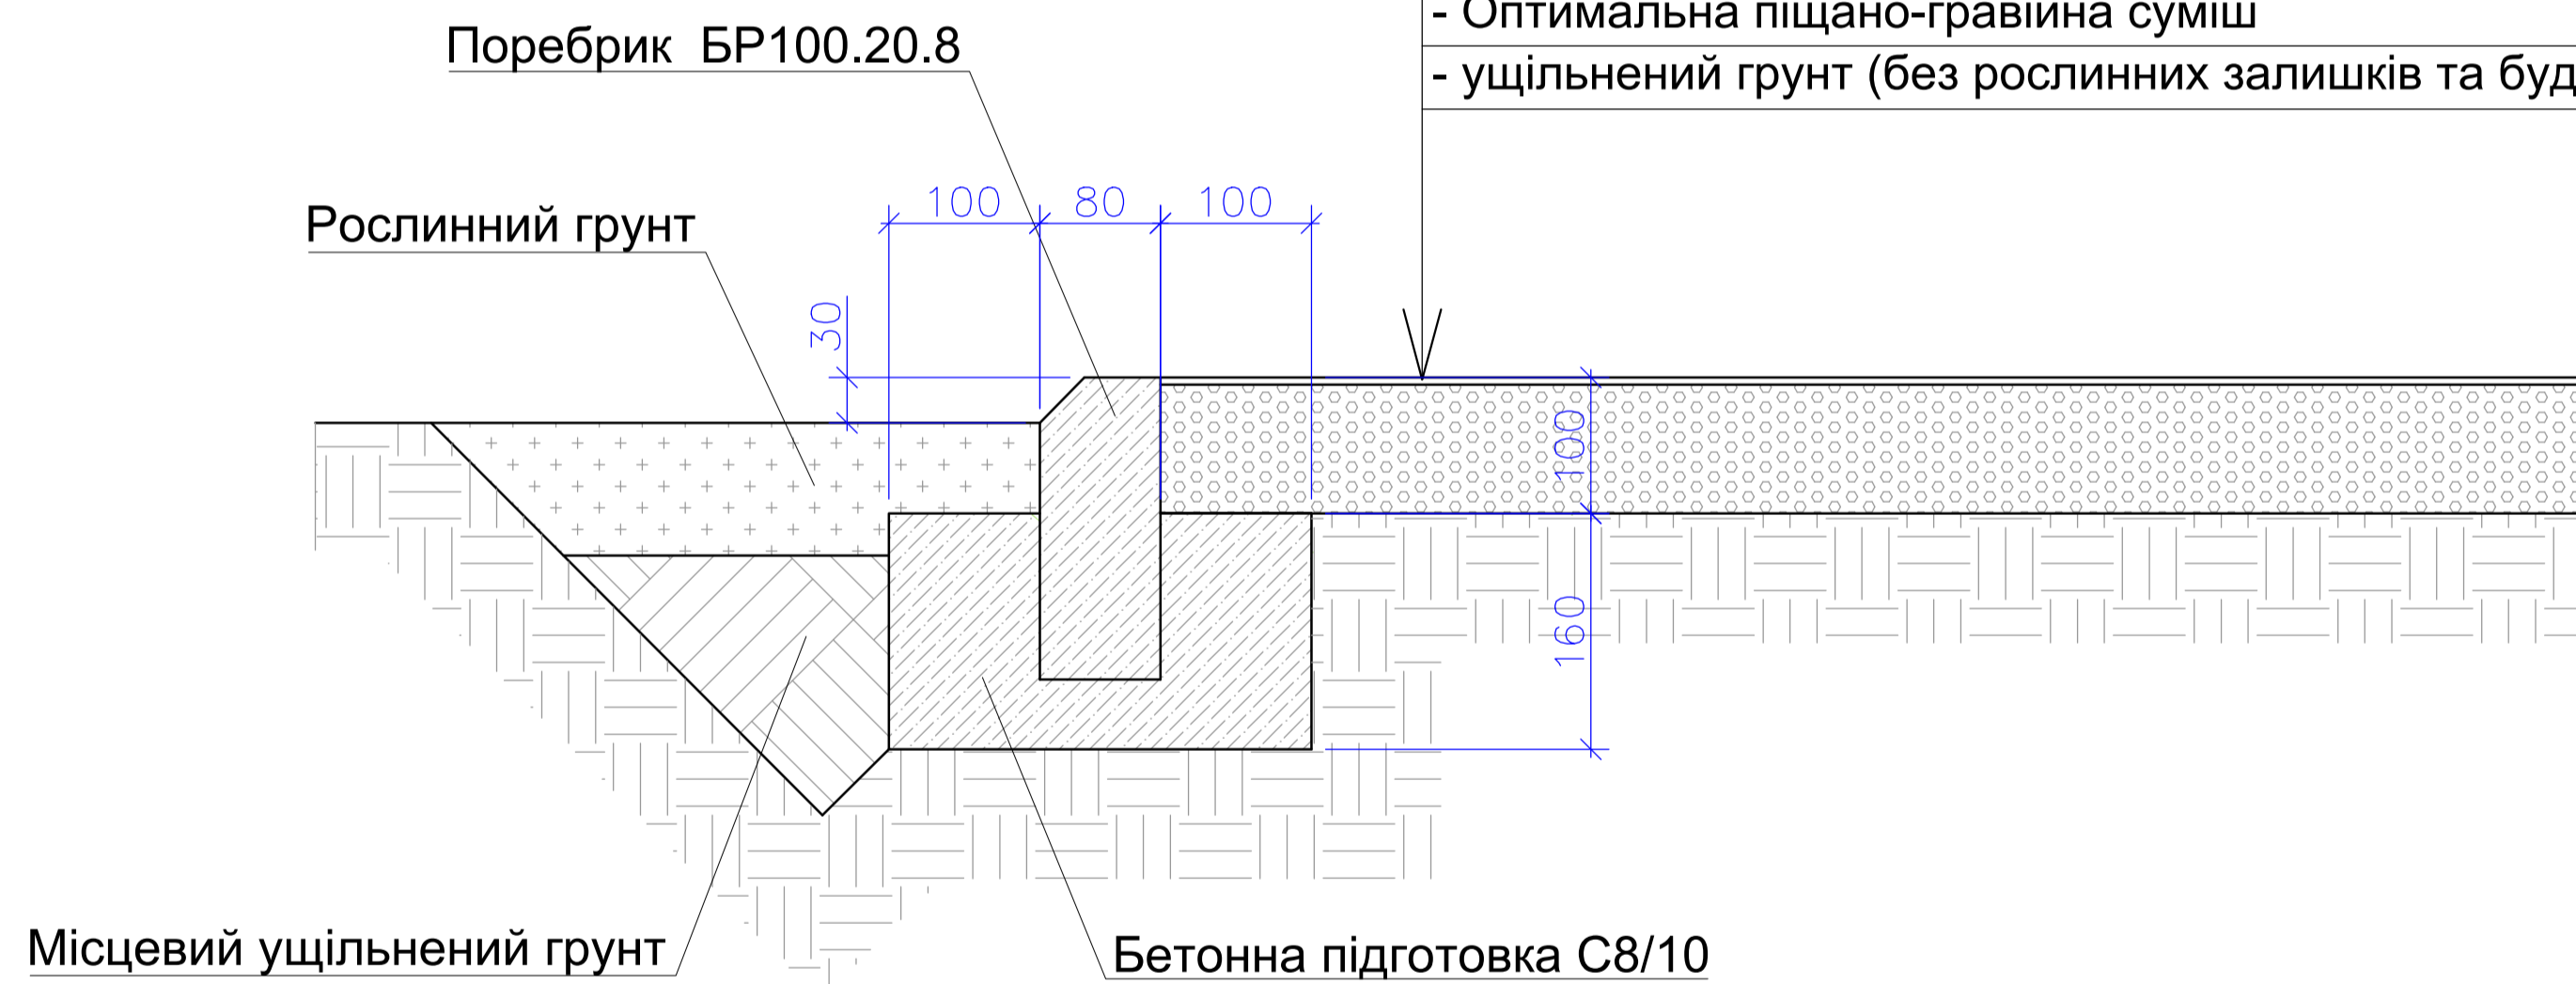 - Оптимальна піщано-гравійна суміш
Поребрик БР100.20.8
- ущільнений грунт (без рослинних залишків та буд
100 80 100
Рослинний грунт
30
100
160
Місцевий ущільнений грунт
Бетонна підготовка С8/10